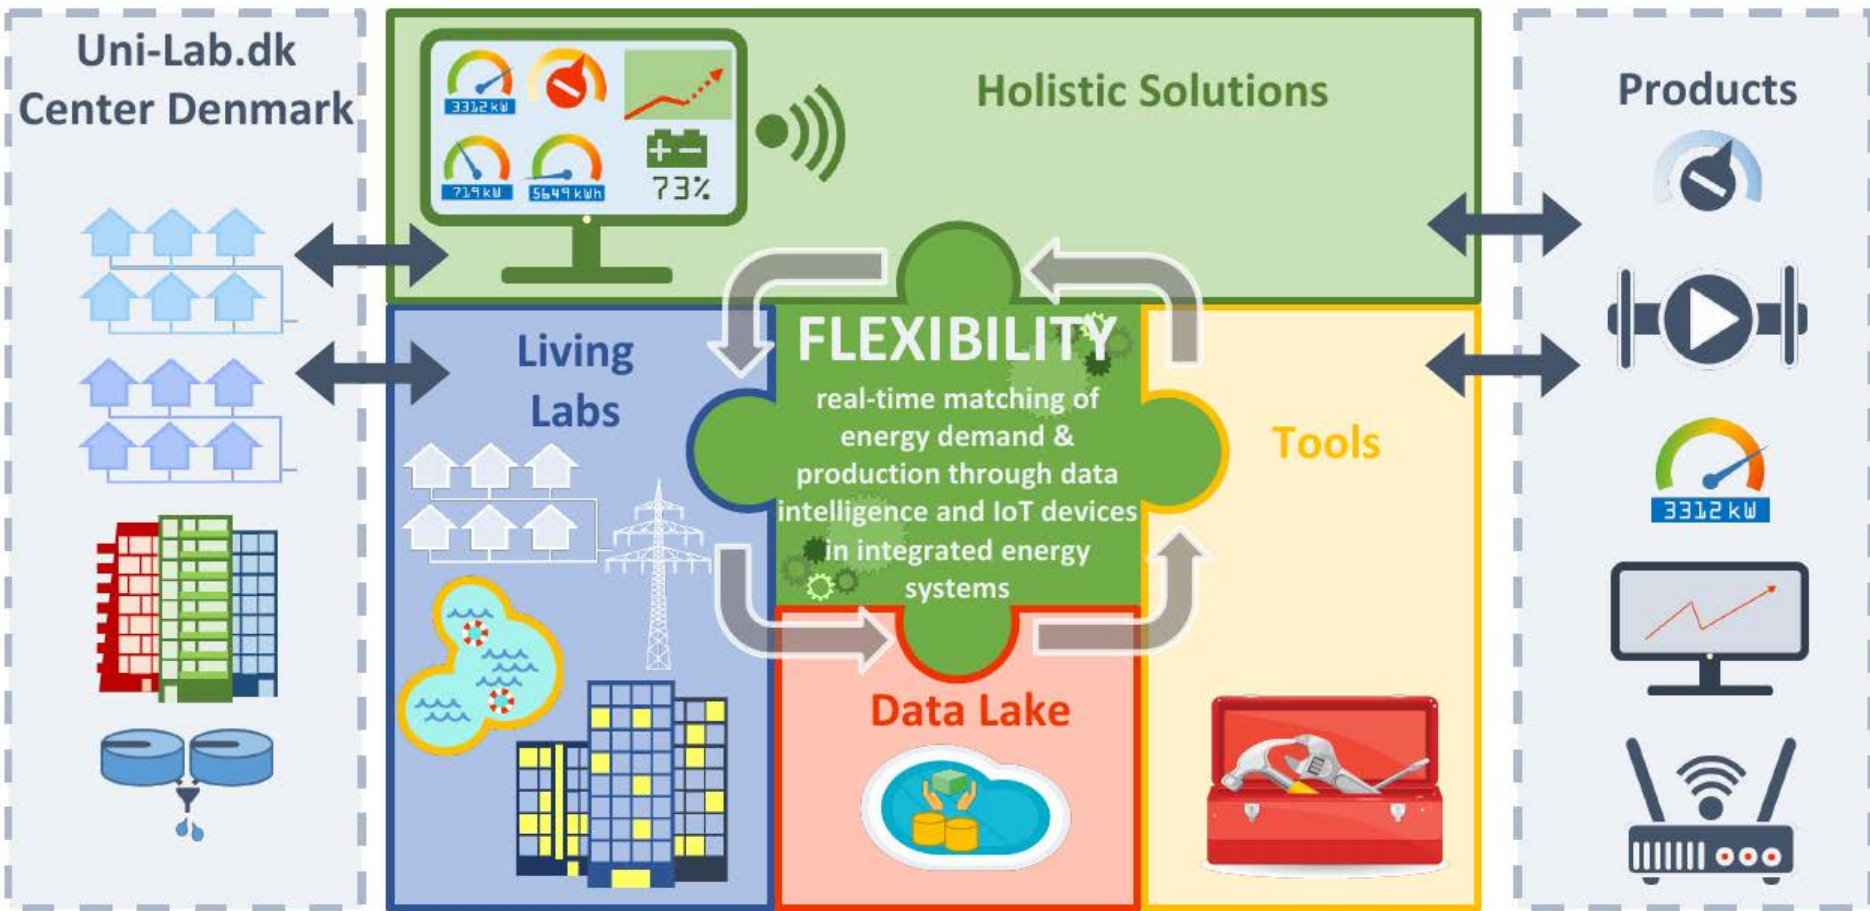 Uni-Lab.dk
Center Denmark
3312 kW
719 kW
5649 kWh
73%
Holistic Solutions
Products
3312 kW
Living
Labs
FLEXIBILITY
real-time matching of
energy demand &
production through data
intelligence and IoT devices
in integrated energy
systems
Tools
Data Lake